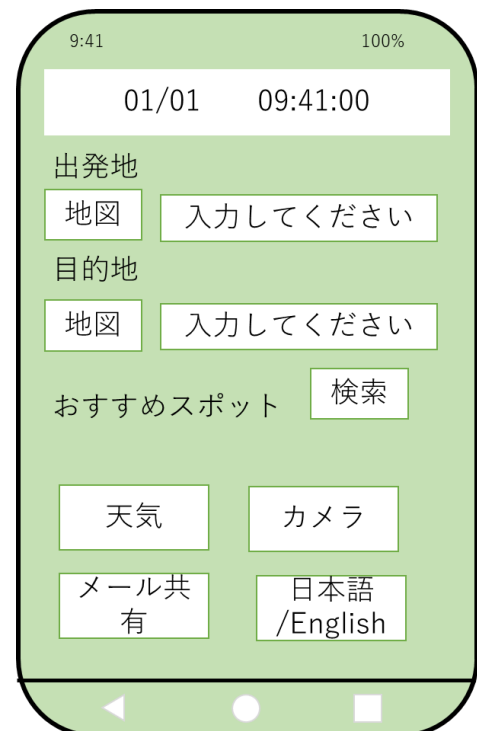 9:41 100%
01/01 09:41:00
出発地
地図 入力してください
目的地
地図 入力してください
おすすめスポット 検索
天気 カメラ
メール共
有
日本語
/English